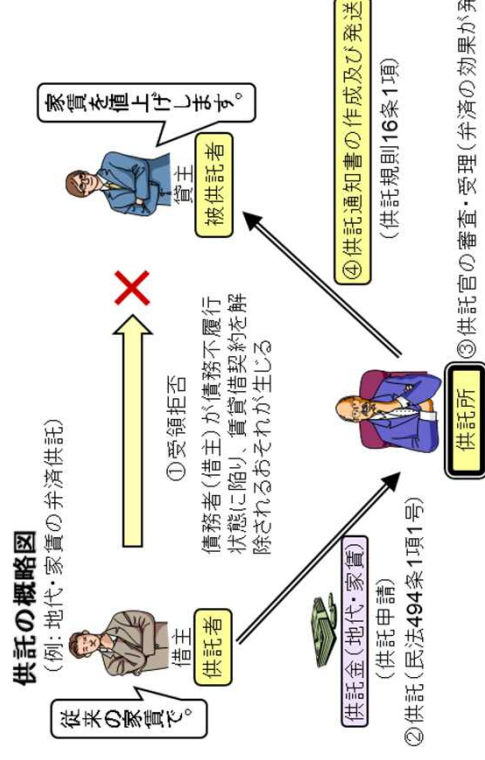 供託の概略図
(例:地代・家賃の弁済供託)
従来の家賃で。
借主
供託者
家賃を値上げします。
貸主
被供託者
①受領拒否
債務者(借主)が債務不履行
状態に陥り、賃貸借契約を解
除されるおそれが生じる
供託金(地代・家賃)
(供託申請)
②供託(民法494条1項1号)
供託所
④供託通知書の作成及び発送
(供託規則16条1項)
③供託官の審査・受理(弁済の効果が発